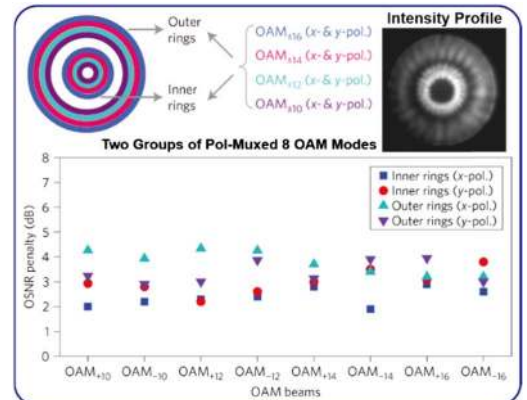 Outer rings
Inner rings
OAM±16 (x- & y-pol.)
OAM±14 (x- & y-pol.)
OAM±12 (x- & y-pol.)
OAM±10 (x- & y-pol.)
Intensity Profile
Two Groups of Pol-Muxed 8 OAM Modes
8
7
6
5
4
3
2
1
0
OSNR penalty (dB)
Inner rings (x-pol.)
Inner rings (y-pol.)
Outer rings (x-pol.)
Outer rings (y-pol.)
OAM+10 OAM−10 OAM+12 OAM−12 OAM+14 OAM−14 OAM+16 OAM−16
OAM beams